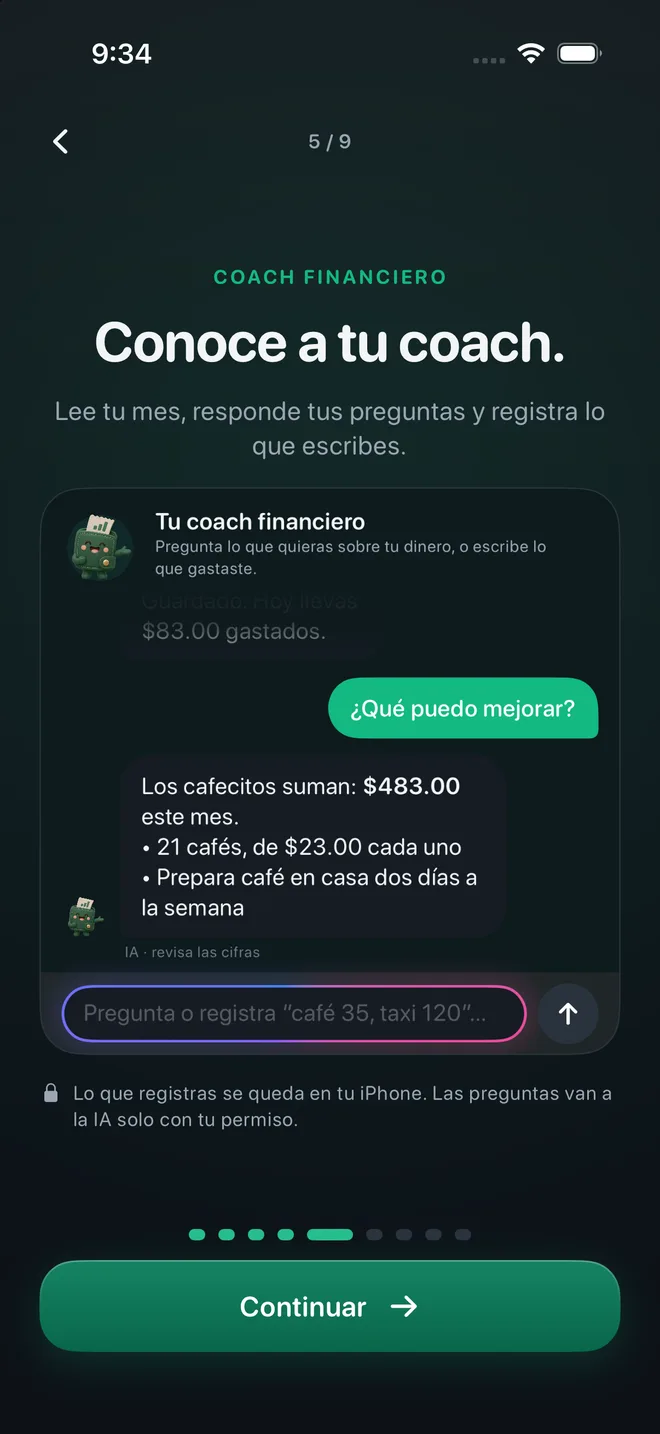 9:34
5 / 9
COACH FINANCIERO
Conoce a tu coach.
Lee tu mes, responde tus preguntas y registra lo
que escribes.
Tu coach financiero
Pregunta lo que quieras sobre tu dinero, o escribe lo
que gastaste.
Guardado. Hoy llevas
$83.00 gastados.
¿Qué puedo mejorar?
Los cafecitos suman: $483.00
este mes.
• 21 cafés, de $23.00 cada uno
• Prepara café en casa dos días a
la semana
IA · revisa las cifras
Pregunta o registra “café 35, taxi 120”...
Lo que registras se queda en tu iPhone. Las preguntas van a
la IA solo con tu permiso.
Continuar →